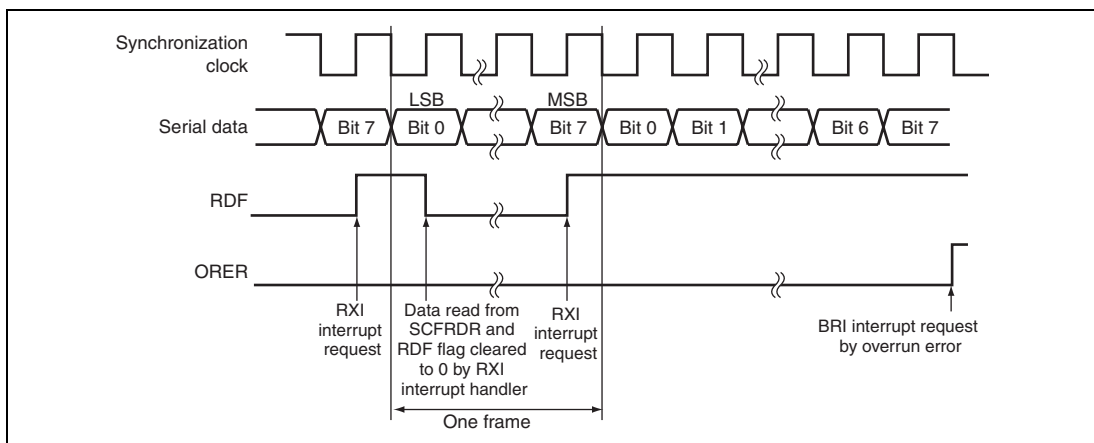 Synchronization
clock
LSB
MSB
Serial data
Bit 7
Bit 0
Bit 7
Bit 0
Bit 1
Bit 6
Bit 7
RDF
ORER
RXI
interrupt
request
Data read from
SCFRDR and
RDF flag cleared
to 0 by RXI
interrupt handler
RXI
interrupt
request
BRI interrupt request
by overrun error
One frame